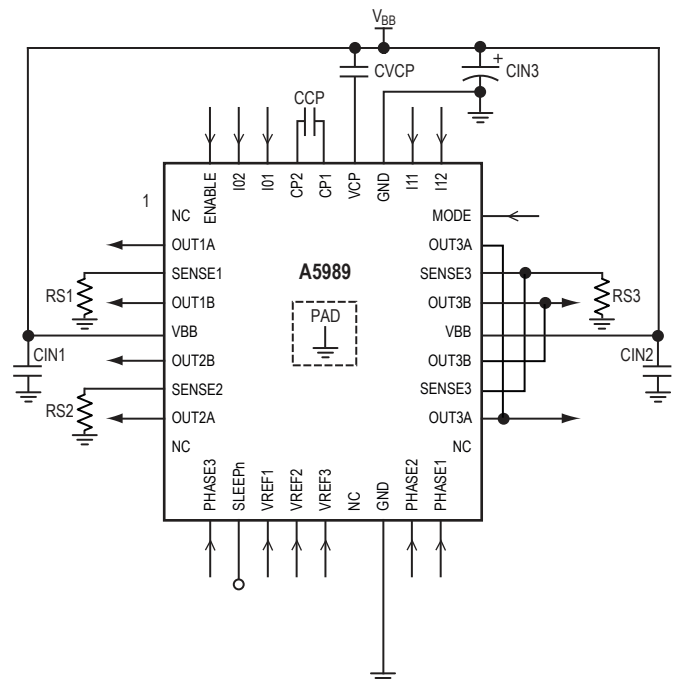 VBB
CVCP
CIN3
+
CCP
ENABLE
I02
I01
CP2
CP1
VCP
GND
I11
I12
1
NC
MODE
OUT1A
OUT3A
SENSE1
A5989
SENSE3
RS1
OUT1B
PAD
OUT3B
RS3
VBB
VBB
CIN1
OUT2B
OUT3B
CIN2
SENSE2
SENSE3
RS2
OUT2A
OUT3A
NC
NC
PHASE3
SLEEPn
VREF1
VREF2
VREF3
NC
GND
PHASE2
PHASE1